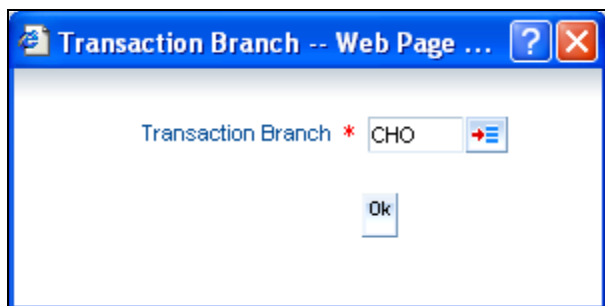 Transaction Branch -- Web Page ...
Transaction Branch * CHO
Ok